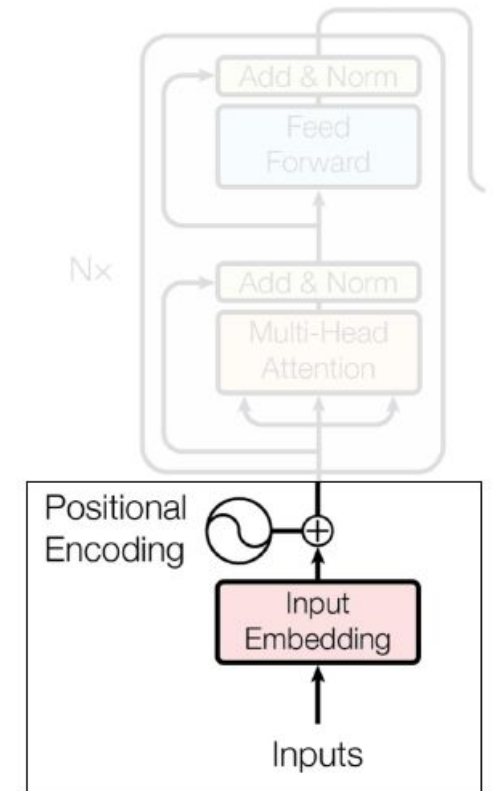 Add & Norm
Feed
Forward
Nx
Add & Norm
Multi-Head
Attention
Positional
Encoding
Input
Embedding
Inputs